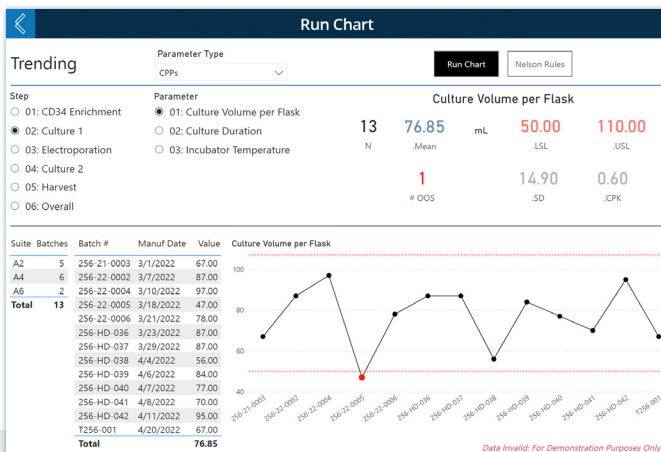 Run Chart
Trending
Parameter Type
CPPs
Run Chart
Nelson Rules
Step
01: CD34 Enrichment
02: Culture 1
03: Electroporation
04: Culture 2
05: Harvest
06: Overall
Parameter
01: Culture Volume per Flask
02: Culture Duration
03: Incubator Temperature
Culture Volume per Flask
13 76.85 mL 50.00 110.00
N .Mean .LSL .USL
1 14.90 0.60
# OOS .SD .CPK
Suite Batches
A2 5
A4 6
A6 2
Total 13
Batch # Manuf Date Value
256-21-0003 3/1/2022 67.00
256-22-0002 3/7/2022 87.00
256-22-0004 3/10/2022 97.00
256-22-0005 3/18/2022 47.00
256-22-0006 3/21/2022 78.00
256-HD-036 3/23/2022 87.00
256-HD-037 3/29/2022 87.00
256-HD-038 4/4/2022 56.00
256-HD-039 4/6/2022 84.00
256-HD-040 4/7/2022 77.00
256-HD-041 4/8/2022 70.00
256-HD-042 4/11/2022 95.00
T256-001 4/20/2022 67.00
Total 76.85
Culture Volume per Flask
100
80
60
40
256-21-0003
256-22-0002
256-22-0004
256-22-0005
256-22-0006
256-HD-036
256-HD-037
256-HD-038
256-HD-039
256-HD-040
256-HD-041
256-HD-042
T256-001
Data Invalid: For Demonstration Purposes Only